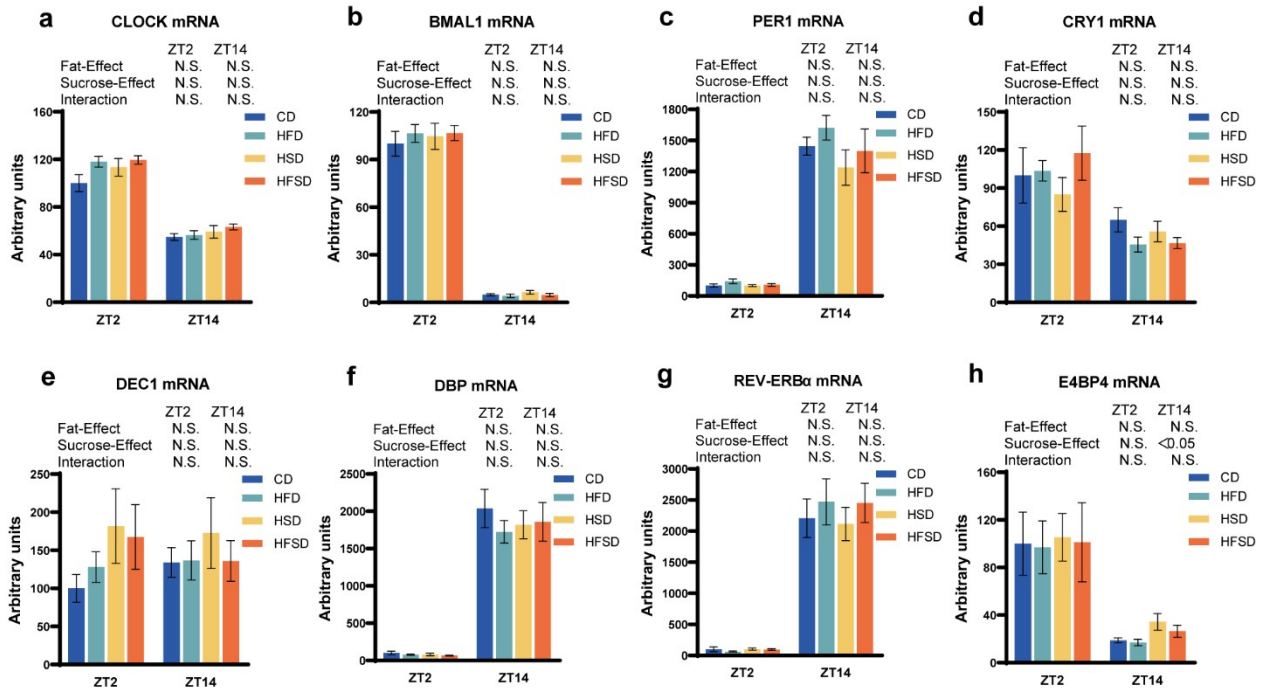 a
CLOCK mRNA
ZT2 ZT14
Fat-Effect N.S. N.S.
Sucrose-Effect N.S. N.S.
Interaction N.S. N.S.
160
120
80
40
0
Arbitrary units
CD
HFD
HSD
HFSD
ZT2 ZT14
b
BMAL1 mRNA
ZT2 ZT14
Fat-Effect N.S. N.S.
Sucrose-Effect N.S. N.S.
Interaction N.S. N.S.
120
90
60
30
0
Arbitrary units
CD
HFD
HSD
HFSD
ZT2 ZT14
c
PER1 mRNA
ZT2 ZT14
Fat-Effect N.S. N.S.
Sucrose-Effect N.S. N.S.
Interaction N.S. N.S.
1800
1500
1200
900
600
300
0
Arbitrary units
CD
HFD
HSD
HFSD
ZT2 ZT14
d
CRY1 mRNA
ZT2 ZT14
Fat-Effect N.S. N.S.
Sucrose-Effect N.S. N.S.
Interaction N.S. N.S.
150
120
90
60
30
0
Arbitrary units
CD
HFD
HSD
HFSD
ZT2 ZT14
e
DEC1 mRNA
ZT2 ZT14
Fat-Effect N.S. N.S.
Sucrose-Effect N.S. N.S.
Interaction N.S. N.S.
250
200
150
100
50
0
Arbitrary units
CD
HFD
HSD
HFSD
ZT2 ZT14
f
DBP mRNA
ZT2 ZT14
Fat-Effect N.S. N.S.
Sucrose-Effect N.S. N.S.
Interaction N.S. N.S.
2500
2000
1500
1000
500
0
Arbitrary units
CD
HFD
HSD
HFSD
ZT2 ZT14
g
REV-ERBα mRNA
ZT2 ZT14
Fat-Effect N.S. N.S.
Sucrose-Effect N.S. N.S.
Interaction N.S. N.S.
3000
2500
2000
1500
1000
500
0
Arbitrary units
CD
HFD
HSD
HFSD
ZT2 ZT14
h
E4BP4 mRNA
ZT2 ZT14
Fat-Effect N.S. N.S.
Sucrose-Effect N.S. <0.05
Interaction N.S. N.S.
160
120
80
40
0
Arbitrary units
CD
HFD
HSD
HFSD
ZT2 ZT14